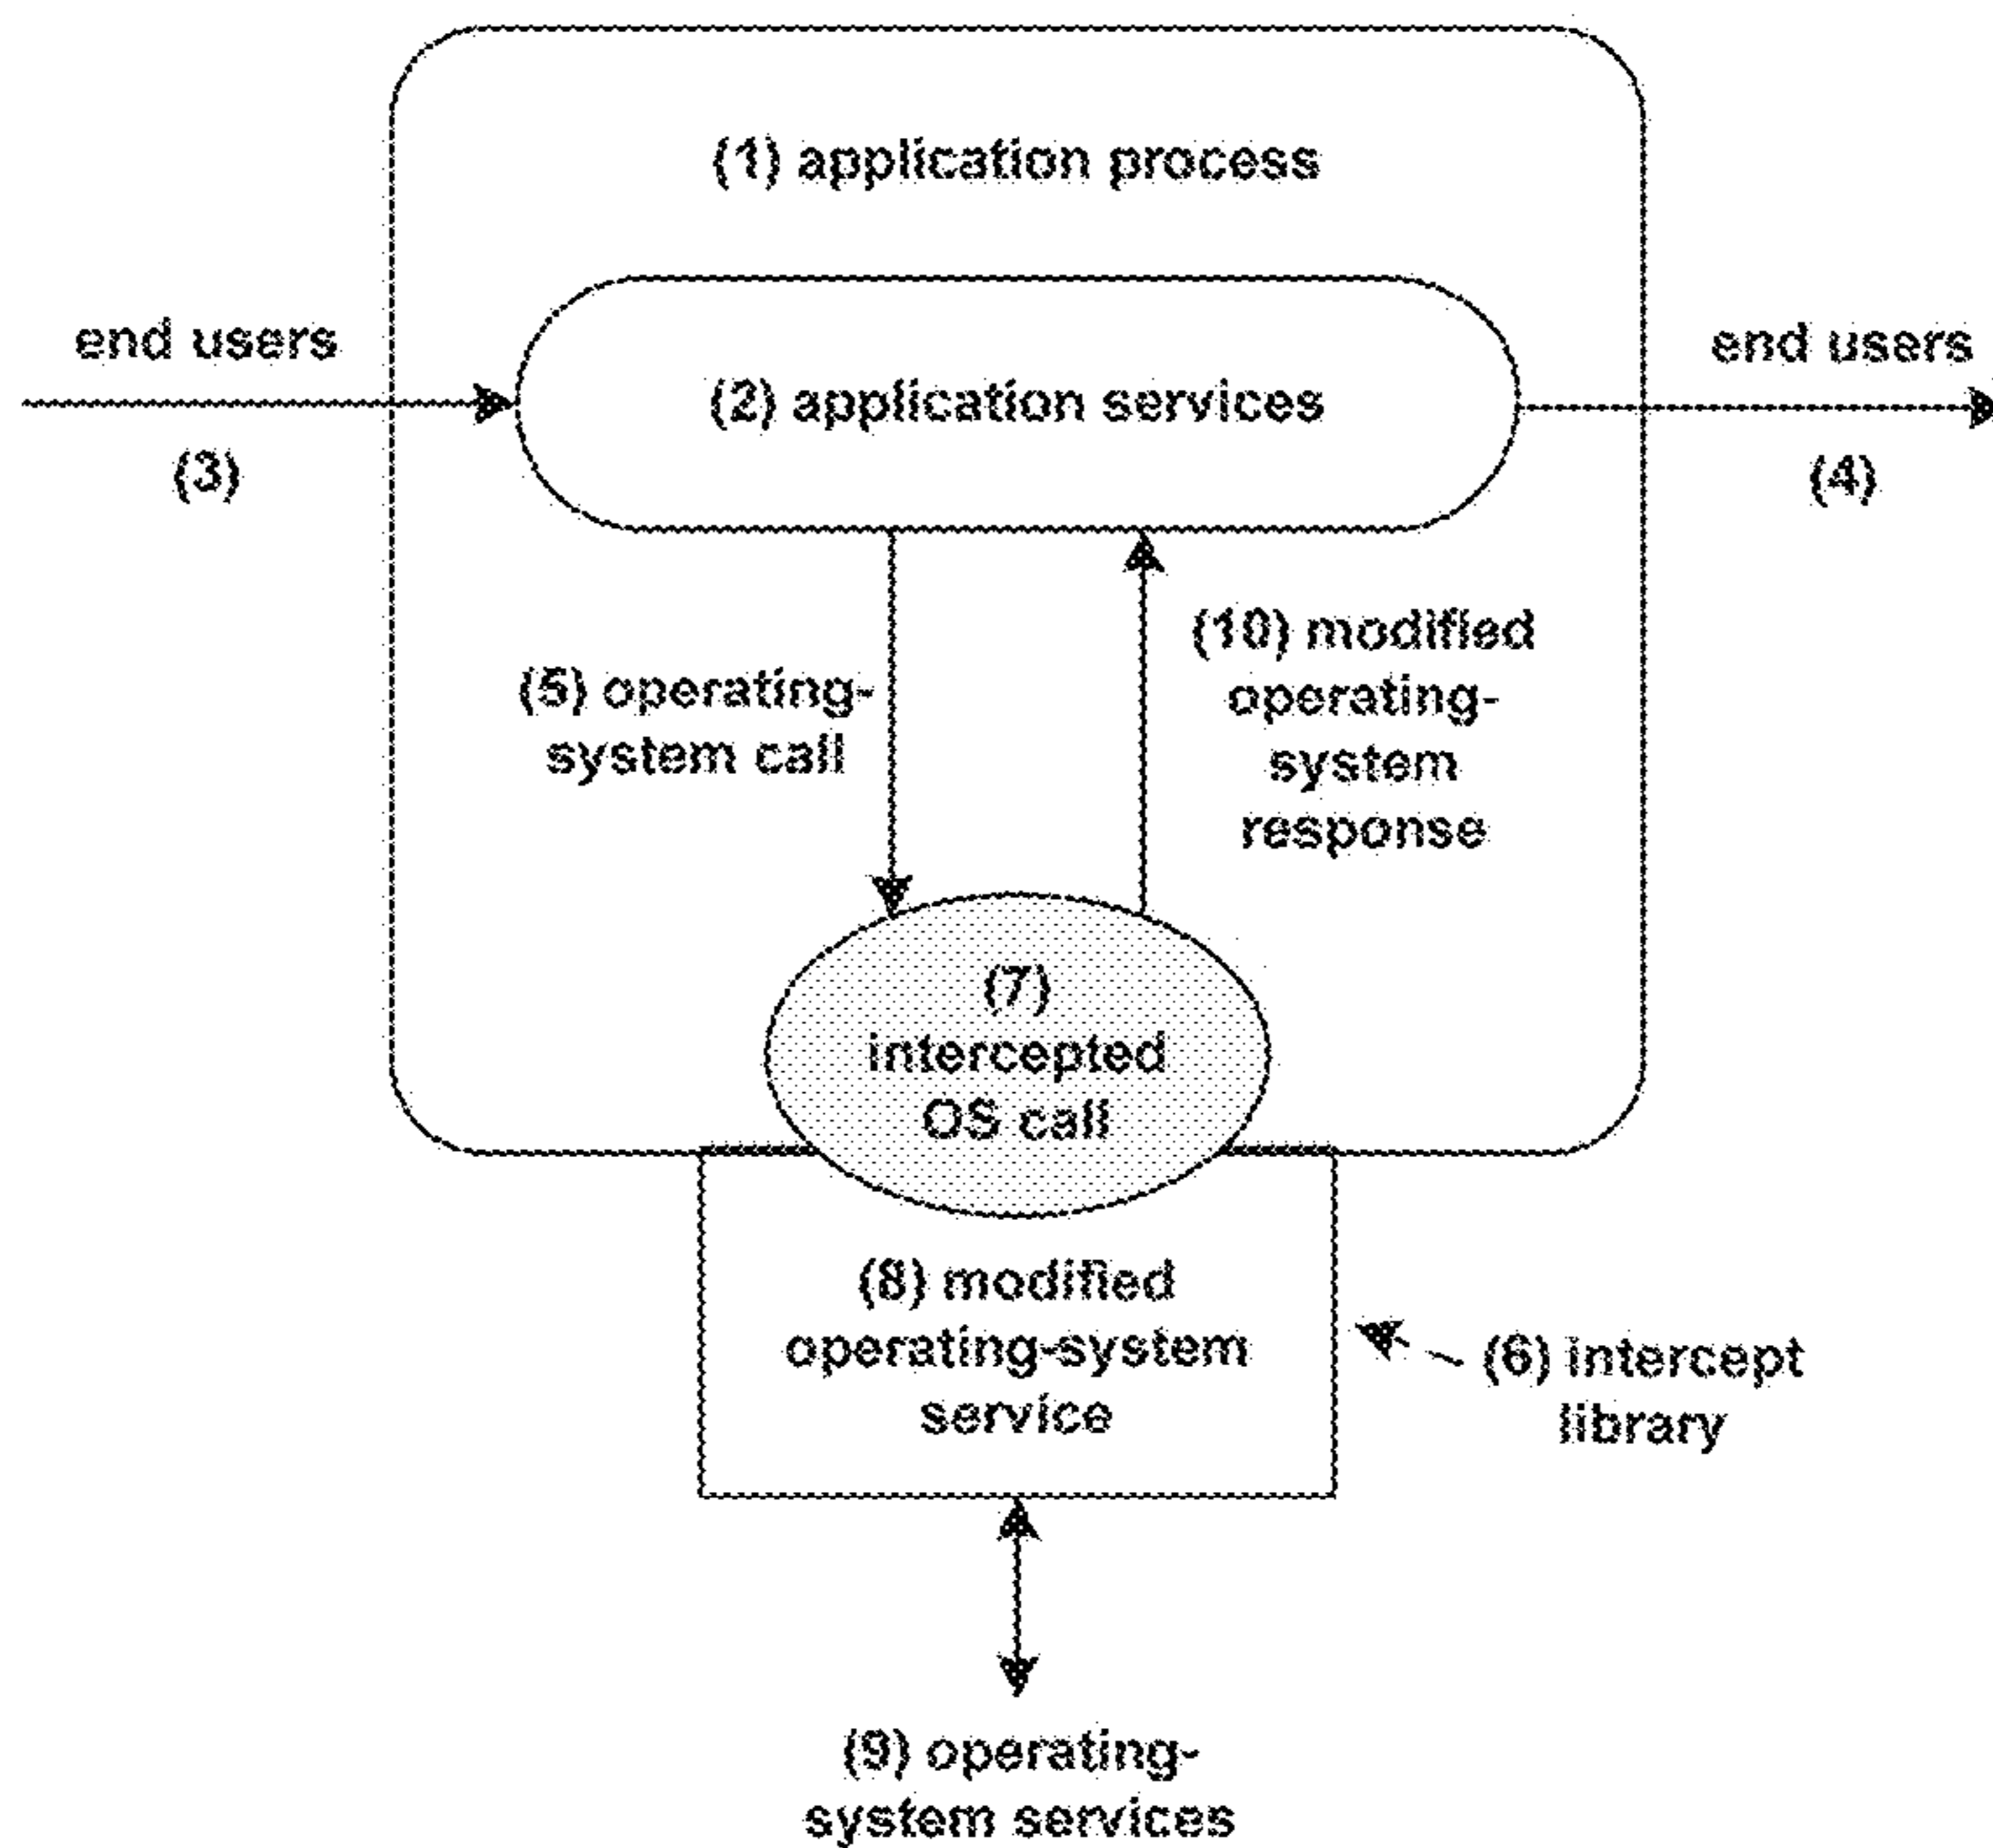 (1) application process
end users
(3)
(2) application services
end users
(4)
(5) operating-
system call
(10) modified
operating-
system
response
(7)
intercepted
OS call
(8) modified
operating-system
service
(6) intercept
library
(9) operating-
system services